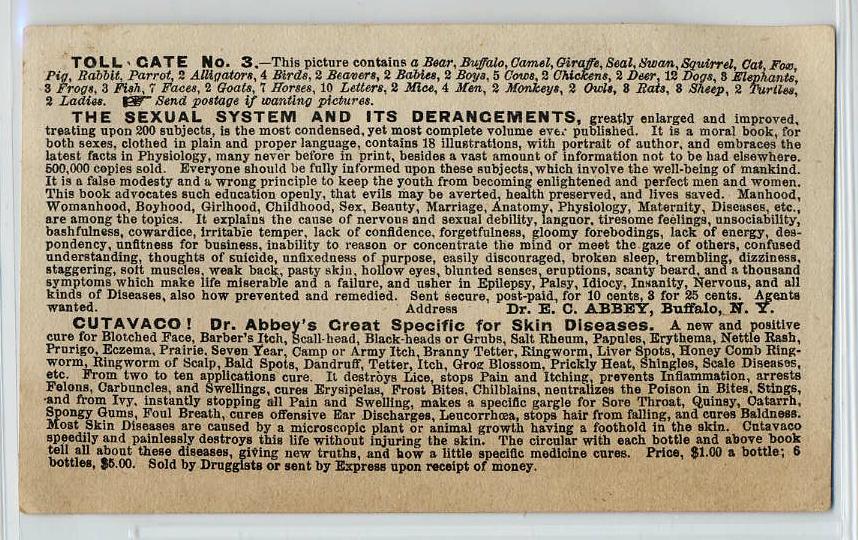 TOLL GATE No. 3.—This picture contains a Bear, Buffalo, Camel, Giraffe, Seal, Swan, Squirrel, Cat, Fox,
Pig, Rabbit, Parrot, 2 Alligators, 4 Birds, 2 Beavers, 2 Babies, 2 Boys, 5 Cows, 2 Chickens, 2 Deer, 12 Dogs, 3 Elephants,
3 Frogs, 3 Fish, 7 Faces, 2 Goats, 7 Horses, 10 Letters, 2 Mice, 4 Men, 2 Monkeys, 2 Owls, 3 Rats, 3 Sheep, 2 Turtles,
2 Ladies. ☞ Send postage if wanting pictures.
THE SEXUAL SYSTEM AND ITS DERANGEMENTS, greatly enlarged and improved,
treating upon 200 subjects, is the most condensed, yet most complete volume ever published. It is a moral book, for
both sexes, clothed in plain and proper language, contains 18 illustrations, with portrait of author, and embraces the
latest facts in Physiology, many never before in print, besides a vast amount of information not to be had elsewhere.
500,000 copies sold. Everyone should be fully informed upon these subjects, which involve the well-being of mankind.
It is a false modesty and a wrong principle to keep the youth from becoming enlightened and perfect men and women.
This book advocates such education openly, that evils may be averted, health preserved, and lives saved. Manhood,
Womanhood, Boyhood, Girlhood, Childhood, Sex, Beauty, Marriage, Anatomy, Physiology, Maternity, Diseases, etc.,
are among the topics. It explains the cause of nervous and sexual debility, languor, tiresome feelings, unsociability,
bashfulness, cowardice, irritable temper, lack of confidence, forgetfulness, gloomy forebodings, lack of energy, des-
pondency, unfitness for business, inability to reason or concentrate the mind or meet the gaze of others, confused
understanding, thoughts of suicide, unfixedness of purpose, easily discouraged, broken sleep, trembling, dizziness,
staggering, soft muscles, weak back, pasty skin, hollow eyes, blunted senses, eruptions, scanty beard, and a thousand
symptoms which make life miserable and a failure, and usher in Epilepsy, Palsy, Idiocy, Insanity, Nervous, and all
kinds of Diseases, also how prevented and remedied. Sent secure, post-paid, for 10 cents, 3 for 25 cents. Agents
wanted. Address Dr. E. C. ABBEY, Buffalo, N. Y.
CUTAVACO! Dr. Abbey's Great Specific for Skin Diseases. A new and positive
cure for Blotched Face, Barber's Itch, Scall-head, Black-heads or Grubs, Salt Rheum, Papules, Erythema, Nettle Rash,
Prurigo, Eczema, Prairie, Seven Year, Camp or Army Itch, Branny Tetter, Ringworm, Liver Spots, Honey Comb Ring-
worm, Ringworm of Scalp, Bald Spots, Dandruff, Tetter, Itch, Grog Blossom, Prickly Heat, Shingles, Scale Diseases,
etc. From two to ten applications cure. It destroys Lice, stops Pain and Itching, prevents Inflammation, arrests
Felons, Carbuncles, and Swellings, cures Erysipelas, Frost Bites, Chilblains, neutralizes the Poison in Bites, Stings,
and from Ivy, instantly stopping all Pain and Swelling, makes a specific gargle for Sore Throat, Quinsy, Catarrh,
Spongy Gums, Foul Breath, cures offensive Ear Discharges, Leucorrhœa, stops hair from falling, and cures Baldness.
Most Skin Diseases are caused by a microscopic plant or animal growth having a foothold in the skin. Cutavaco
speedily and painlessly destroys this life without injuring the skin. The circular with each bottle and above book
tell all about these diseases, giving new truths, and how a little specific medicine cures. Price, $1.00 a bottle; 6
bottles, $5.00. Sold by Druggists or sent by Express upon receipt of money.